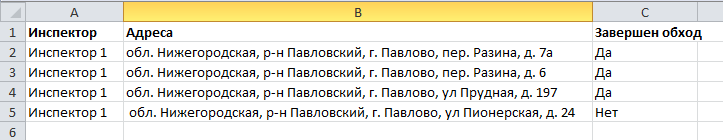 A B C
1 Инспектор Адреса Завершен обход
2 Инспектор 1 обл. Нижегородская, р-н Павловский, г. Павлово, пер. Разина, д. 7а Да
3 Инспектор 1 обл. Нижегородская, р-н Павловский, г. Павлово, пер. Разина, д. 6 Да
4 Инспектор 1 обл. Нижегородская, р-н Павловский, г. Павлово, ул Прудная, д. 197 Да
5 Инспектор 1 обл. Нижегородская, р-н Павловский, г. Павлово, ул Пионерская, д. 24 Нет
6